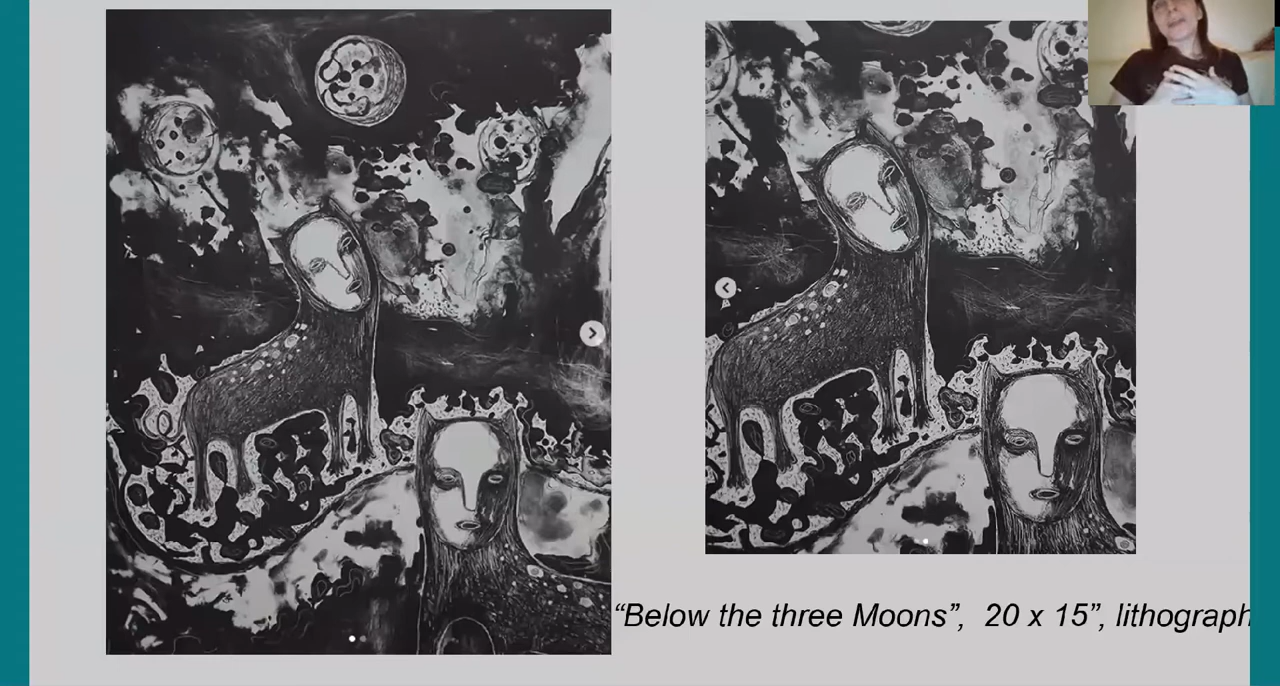 “Below the three Moons”,  20 x 15”, lithograph